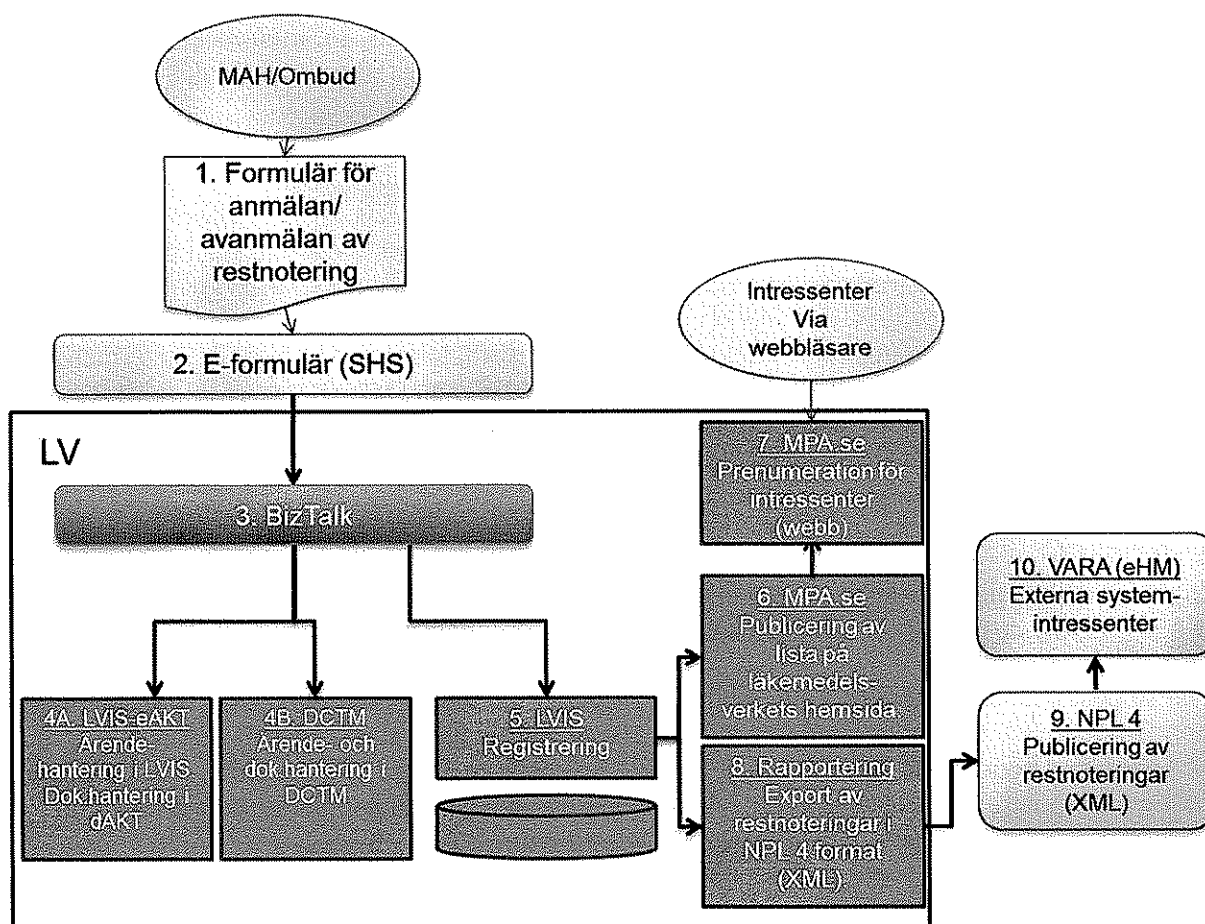 MAH/Ombud
1. Formulär för
anmälan/
avanmälan av
restnotering
2. E-formulär (SHS)
Intressenter
Via
webbläsare
LV
3. BizTalk
7. MPA.se
Prenumeration för
intressenter
(webb)
6. MPA.se
Publicering av
lista på
läkemedels-
verkets hemsida.
10. VARA (eHM)
Externa system-
intressenter
4A. LVIS eAKT
Ärende-
hantering i LVIS
Dok hantering i
dAKT
4B. DCTM
Ärende- och
dok hantering i
DCTM
5. LVIS
Registrering
8. Rapportering
Export av
restnoteringar i
NPL 4 format
(XML).
9. NPL 4
Publicering av
restnoteringar
(XML)